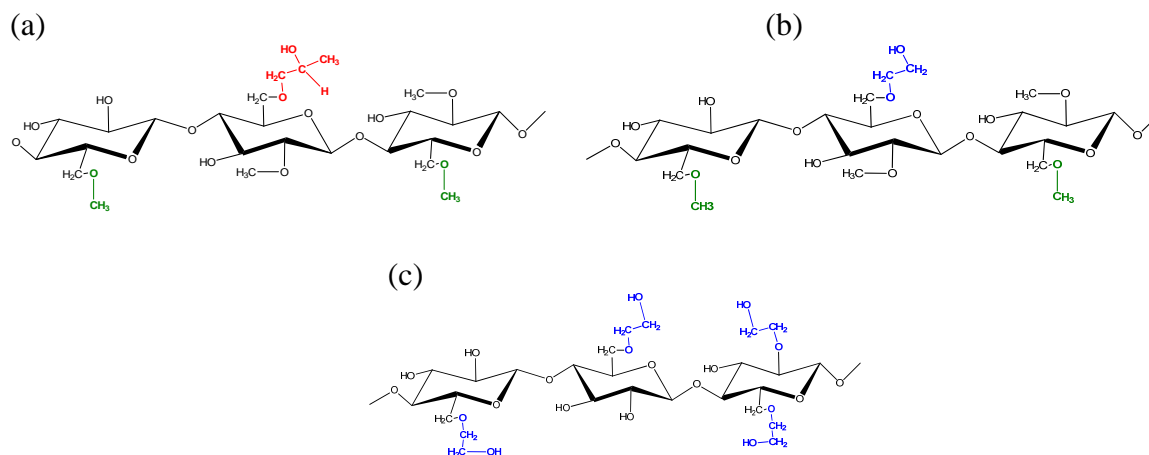 (a)
HO
H₂C C CH₃
O H
H₃C O
H₂C
HO
HO O O HO O
O O O O
H₂C O HO O H₂C O
H₃C
CH₃ CH₃
(b)
HO
H₂C CH₂
O H₃C O
H₂C
HO HO
HO O O O
O O O O
H₂C O HO O H₂C O
H₃C
CH3 CH₃
(c)
HO HO
H₂C CH₂ H₂C CH₂
H₂C O O
HO
HO O O HO O
O O O O
H₂C O HO HO H₂C O
CH₂ CH₂
H₂C OH HO CH₂